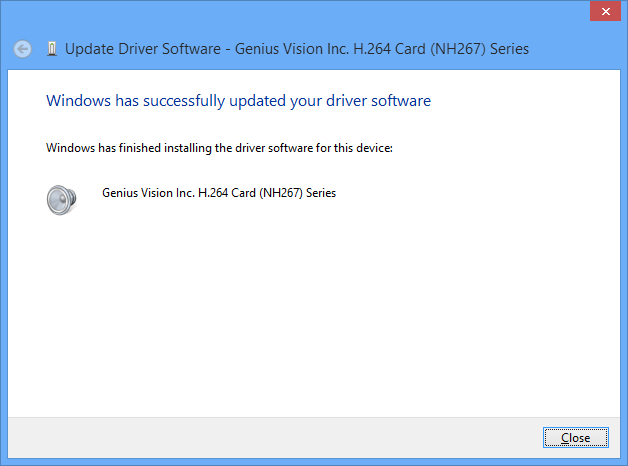 Update Driver Software - Genius Vision Inc. H.264 Card (NH267) Series
Windows has successfully updated your driver software
Windows has finished installing the driver software for this device:
Genius Vision Inc. H.264 Card (NH267) Series
Close